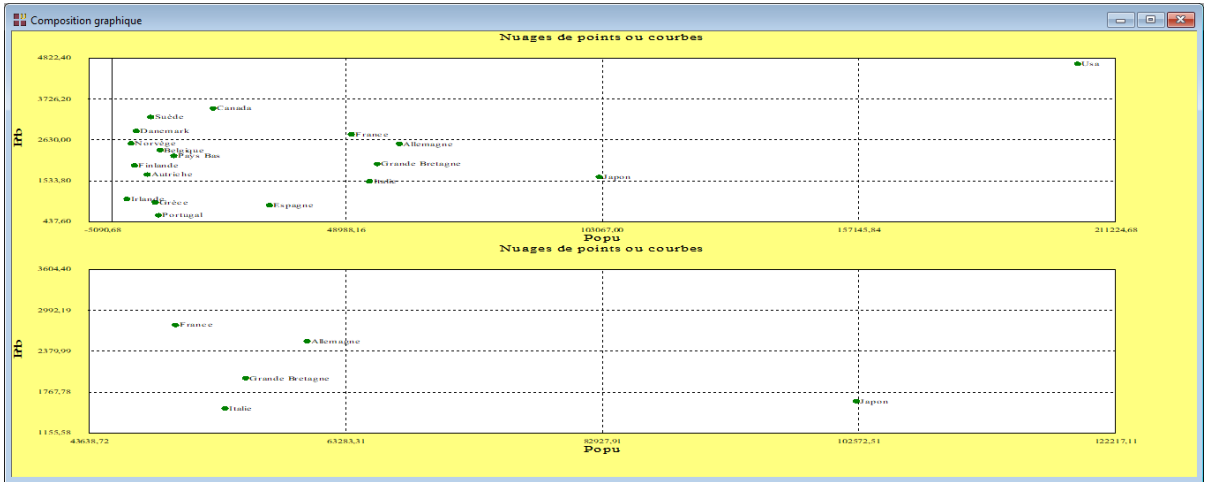 Composition graphique
Nuages de points ou courbes
4822,40
Usa
3726,20
Canada
Suède
Danemark
France
Pib
2630,00
Norvège
Allemagne
Belgique
Pays Bas
Grande Bretagne
Finlande
Autriche
Italie
Japon
1533,80
Irlande
Grèce
Espagne
Portugal
437,60
-5090,68 48988,16 103067,00 157145,84 211224,68
Popu
Nuages de points ou courbes
3604,40
2992,19
France
Allemagne
Pib
2379,99
Grande Bretagne
1767,78
Japon
Italie
1155,58
43638,72 63283,31 82927,91 102572,51 122217,11
Popu